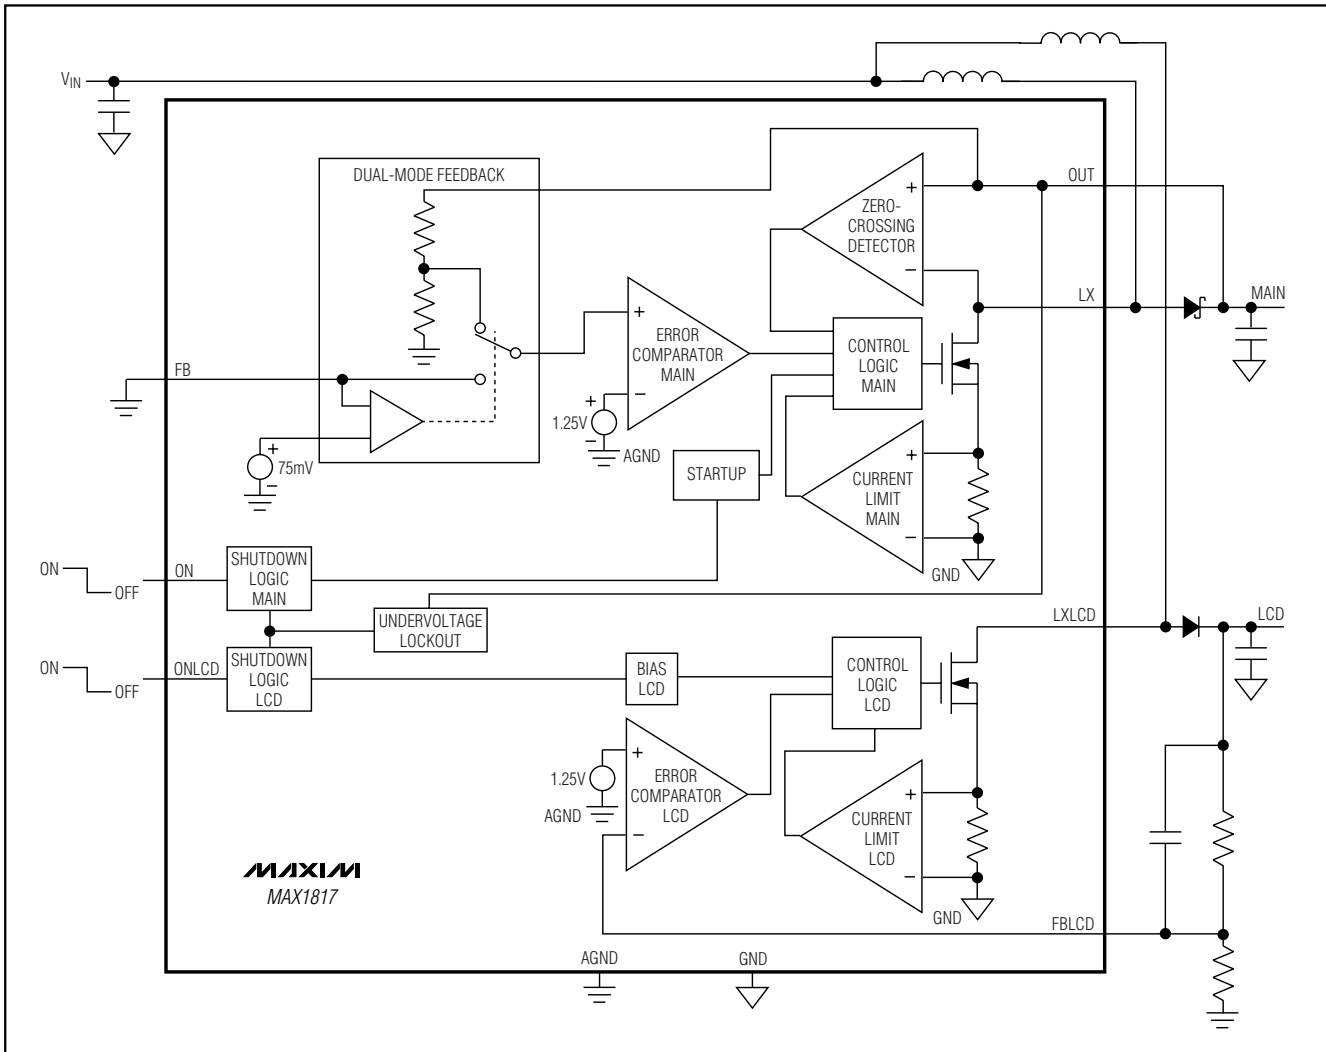 VIN
DUAL-MODE FEEDBACK
ZERO-
CROSSING
DETECTOR
+
−
OUT
LX
MAIN
FB
+
75mV
−
+
ERROR
COMPARATOR
MAIN
−
+
1.25V
−
AGND
CONTROL
LOGIC
MAIN
STARTUP
+
CURRENT
LIMIT
MAIN
−
GND
ON
OFF
ON
SHUTDOWN
LOGIC
MAIN
UNDERVOLTAGE
LOCKOUT
ON
OFF
ONLCD
SHUTDOWN
LOGIC
LCD
BIAS
LCD
CONTROL
LOGIC
LCD
LXLCD
LCD
1.25V
AGND
+
ERROR
COMPARATOR
LCD
−
+
CURRENT
LIMIT
LCD
−
GND
FBLCD
MAXIM
MAX1817
AGND
GND